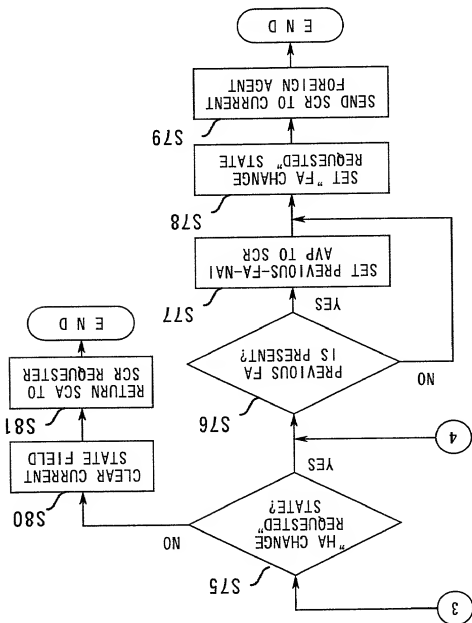 3
S75
"HA CHANGE
REQUESTED"
STATE?
NO
YES
4
S76
PREVIOUS FA
IS PRESENT?
NO
YES
S77
SET PREVIOUS-FA-NAI
AVP TO SCR
S78
SET "FA CHANGE
REQUESTED" STATE
S79
SEND SCR TO CURRENT
FOREIGN AGENT
END
S80
CLEAR CURRENT
STATE FIELD
S81
RETURN SCA TO
SCR REQUESTER
END